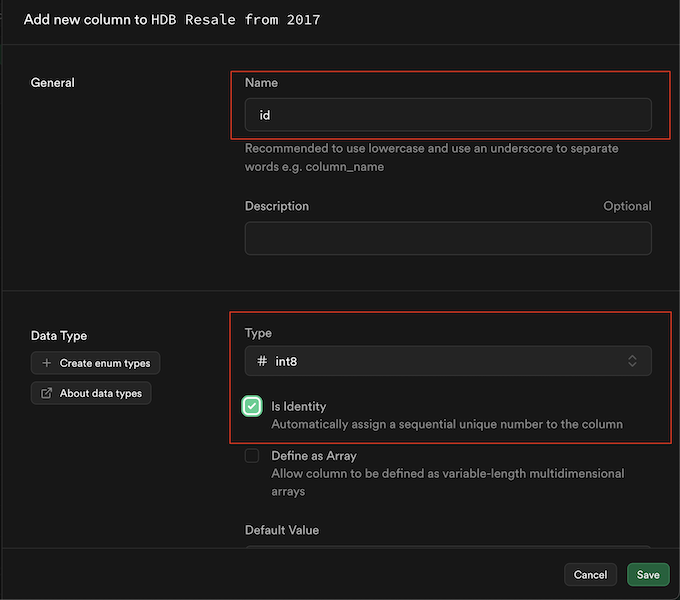 Add new column to HDB Resale from 2017
General
Name
id
Recommended to use lowercase and use an underscore to separate
words e.g. column_name
Description
Optional
Data Type
Create enum types
About data types
Type
# int8
Is Identity
Automatically assign a sequential unique number to the column
Define as Array
Allow column to be defined as variable-length multidimensional
arrays
Default Value
Cancel
Save